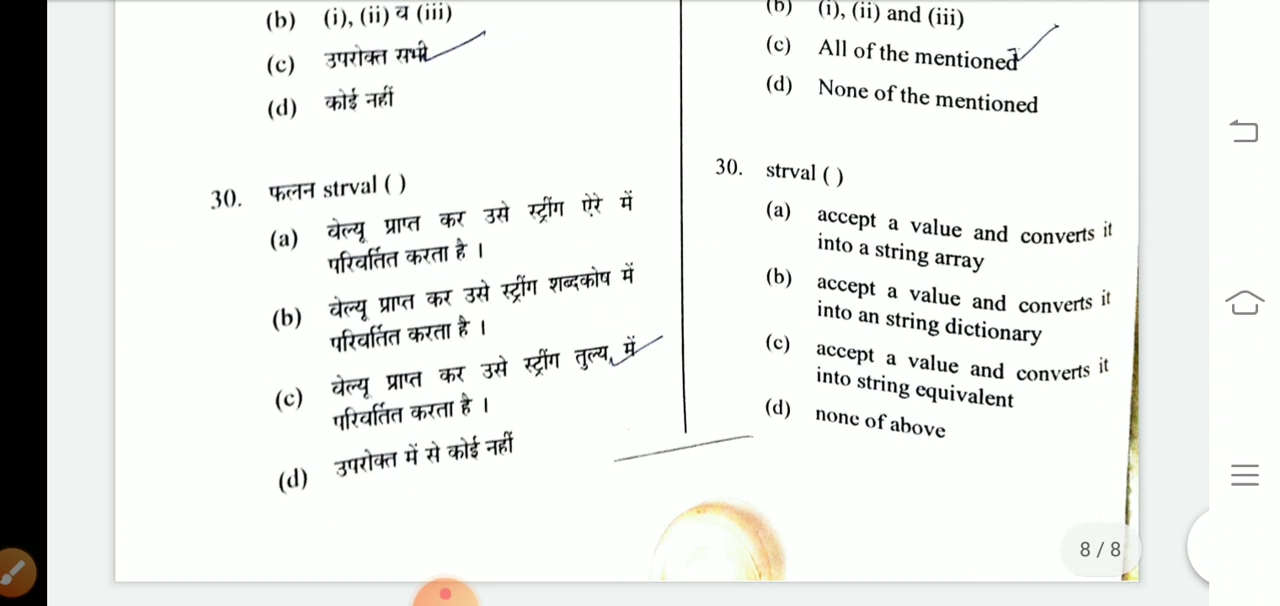 (b) (i), (ii) व (iii)
(c) उपरोक्त सभी
(d) कोई नहीं
30. फलन strval ( )
(a) वेल्यू प्राप्त कर उसे स्ट्रींग ऐरे में
परिवर्तित करता है ।
(b) वेल्यू प्राप्त कर उसे स्ट्रींग शब्दकोष में
परिवर्तित करता है ।
(c) वेल्यू प्राप्त कर उसे स्ट्रींग तुल्य में
परिवर्तित करता है ।
(d) उपरोक्त में से कोई नहीं
(b) (i), (ii) and (iii)
(c) All of the mentioned
(d) None of the mentioned
30. strval ( )
(a) accept a value and converts it
into a string array
(b) accept a value and converts it
into an string dictionary
(c) accept a value and converts it
into string equivalent
(d) none of above
8 / 8